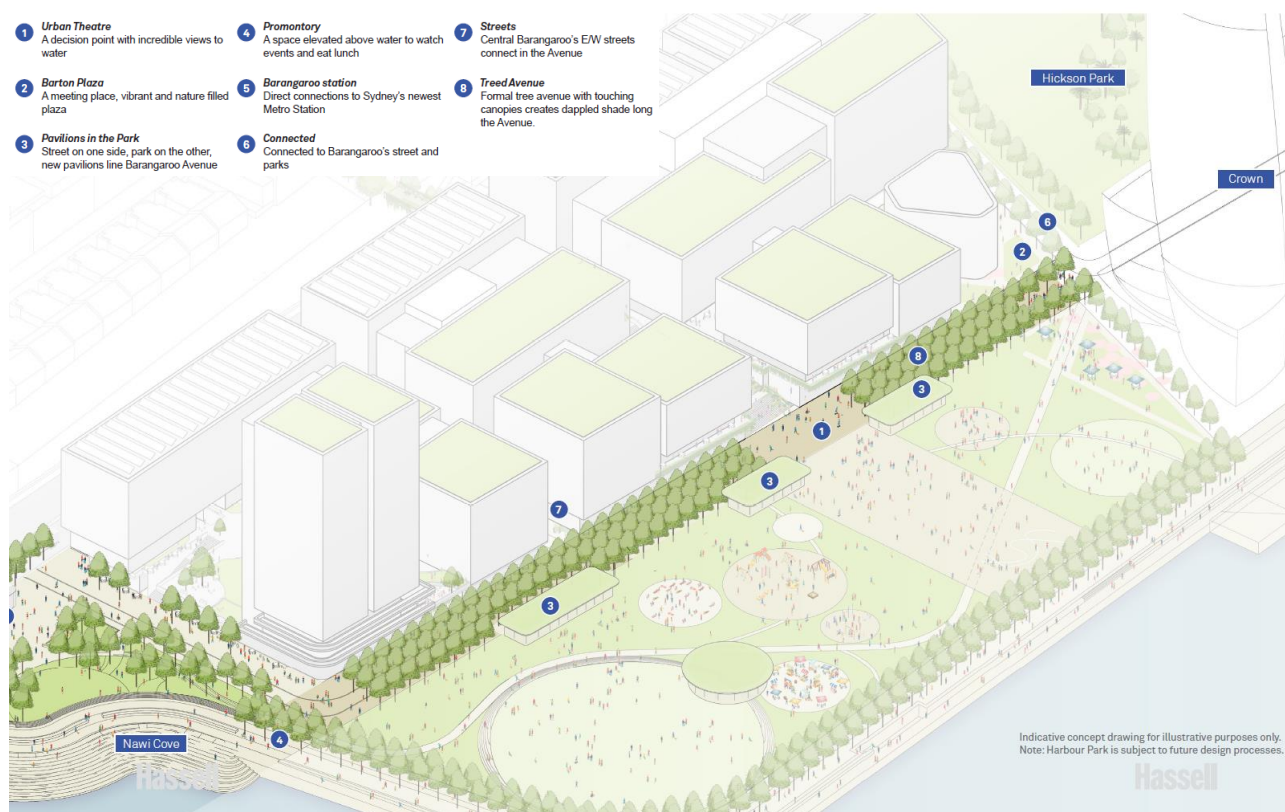 1
Urban Theatre
A decision point with incredible views to
water
2
Barton Plaza
A meeting place, vibrant and nature filled
plaza
3
Pavilions in the Park
Street on one side, park on the other,
new pavilions line Barangaroo Avenue
4
Promontory
A space elevated above water to watch
events and eat lunch
5
Barangaroo station
Direct connections to Sydney's newest
Metro Station
6
Connected
Connected to Barangaroo's street and
parks
7
Streets
Central Barangaroo's E/W streets
connect in the Avenue
8
Treed Avenue
Formal tree avenue with touching
canopies creates dappled shade long
the Avenue.
Hickson Park
Crown
6
2
8
3
1
3
7
3
4
Nawi Cove
Hassell
Indicative concept drawing for illustrative purposes only.
Note: Harbour Park is subject to future design processes.
Hassell